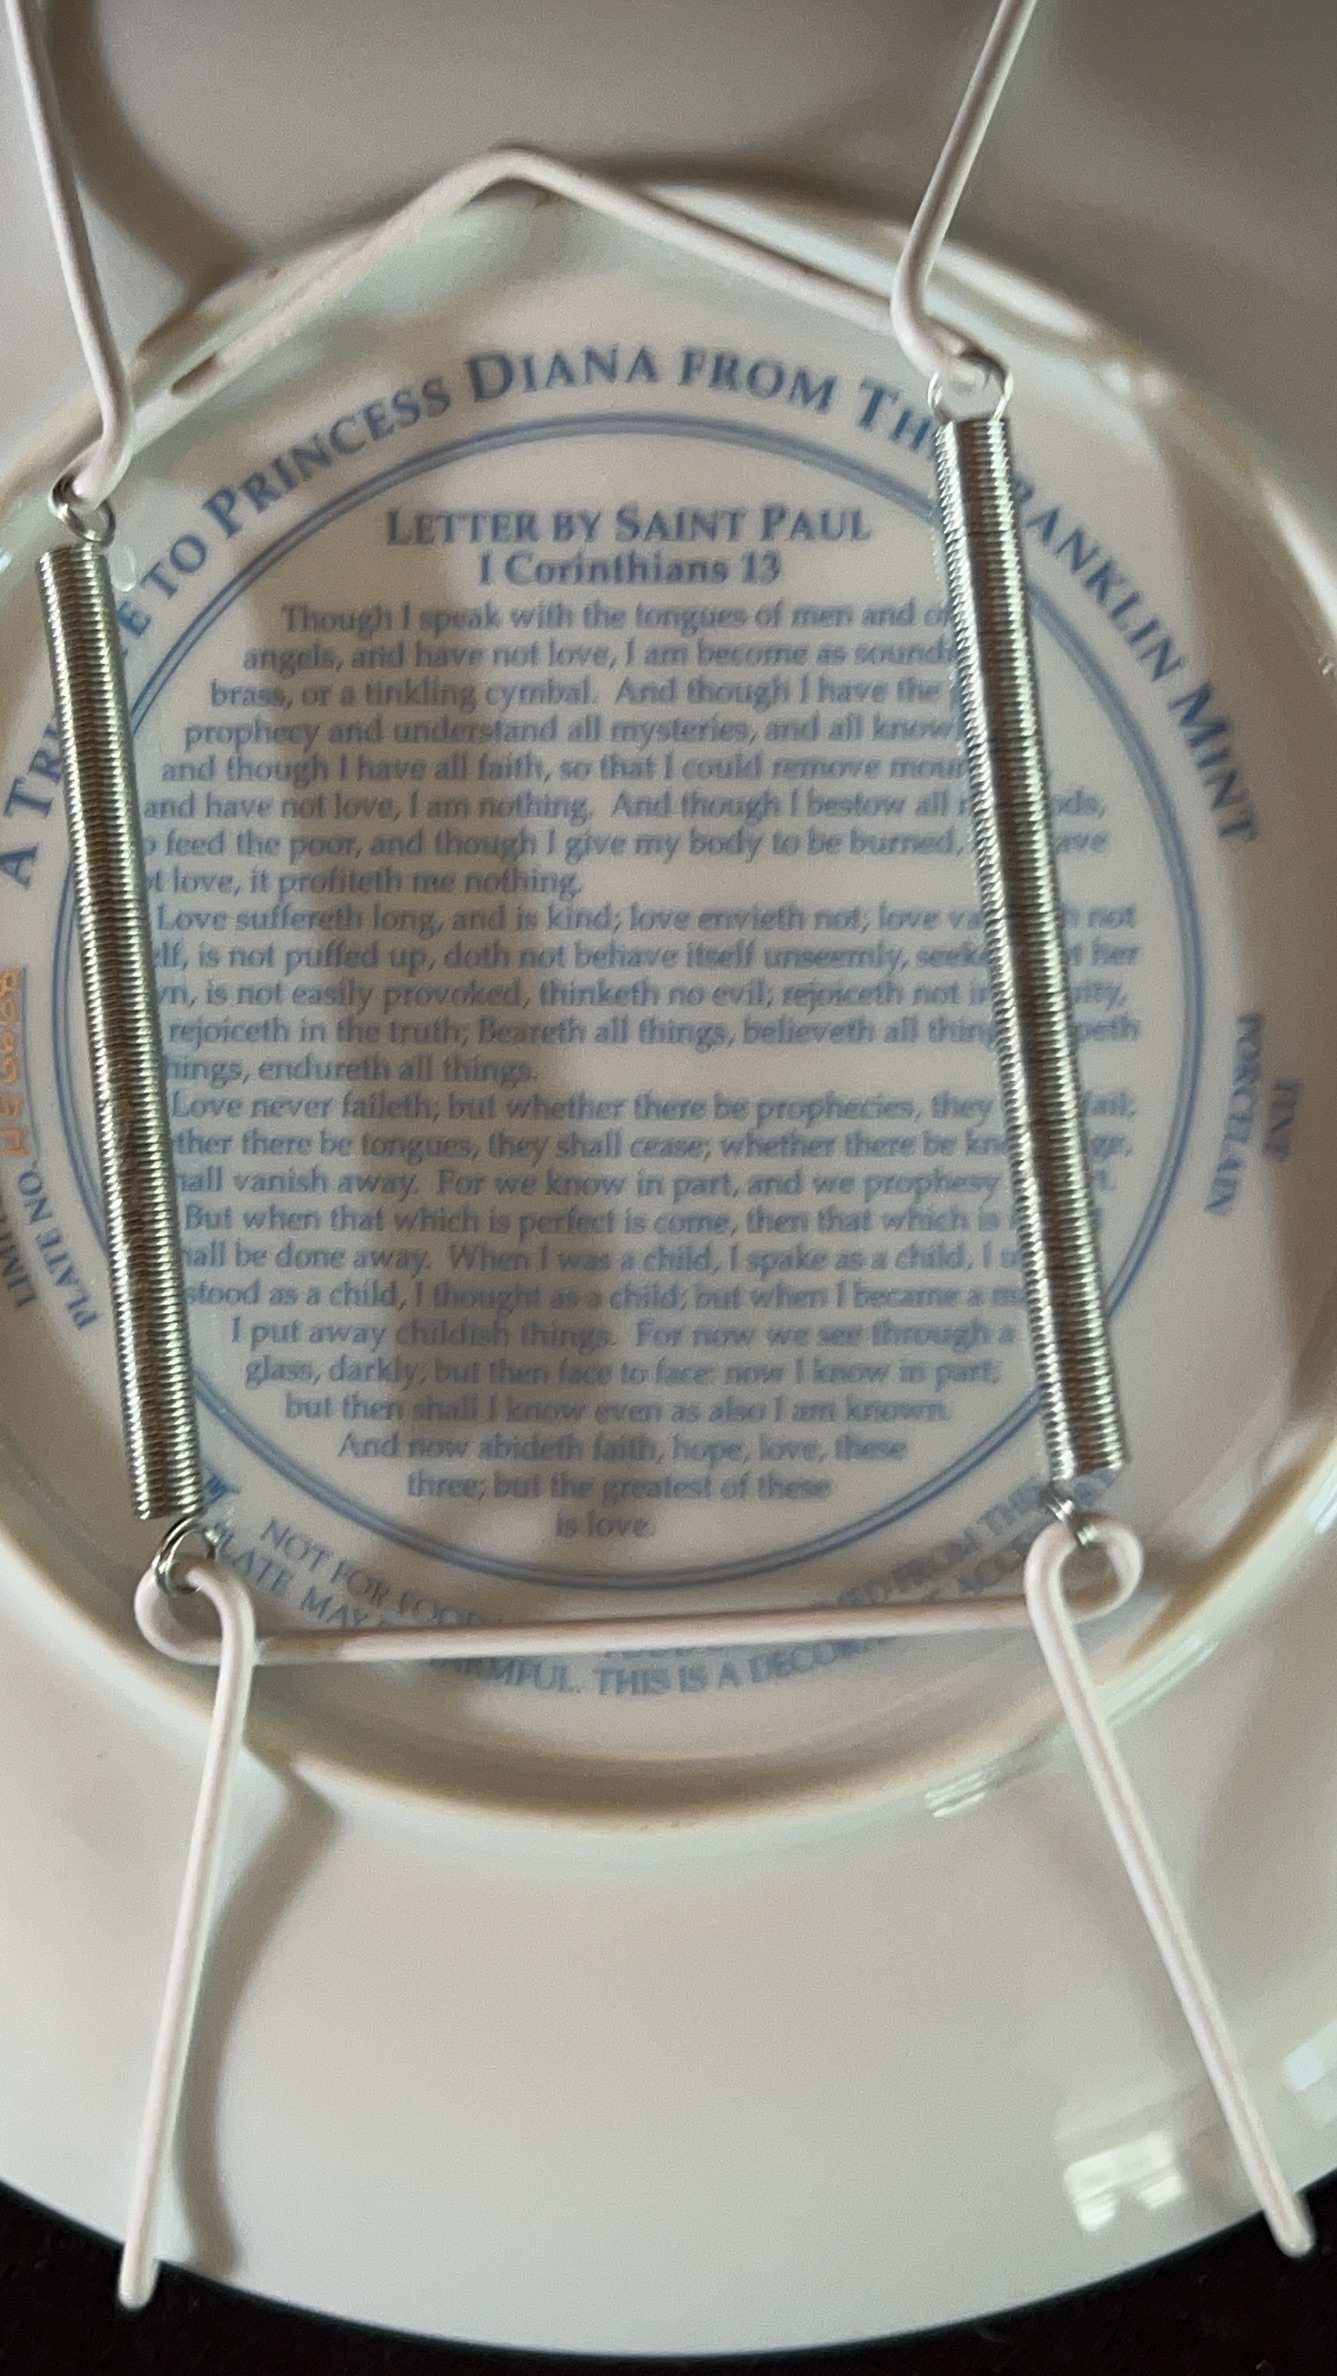 A TO PRINCESS DIANA FROM MINT
LETTER BY SAINT PAUL
1 Corinthians 13
Though I speak with the tongues of men and
angels, and have not love, I am become as
brass, or a tinkling cymbal. And though I have the
prophecy and understand all mysteries, and all
and though I have all faith, so that I could remove
and have not love, I am nothing. And though I bestow all
feed the poor, and though I give my body to be burned,
love, it profiteth me nothing.
Love suffereth long, and is kind; love envieth not; love not
is not puffed up, doth not behave itself unseemly, her
is not easily provoked, thinketh no evil; rejoiceth not
rejoiceth in the truth; Beareth all things, believeth all
endureth all things.
Love never faileth; but whether there be prophecies, they
there be tongues, they shall cease; whether there be
vanish away. For we know in part, and we prophesy
But when that which is perfect is come, then that which is
be done away. When I was a child, I spake as a child, I
as a child, I thought as a child; but when I became a
I put away childish things. For now we see through a
glass, darkly, but then face to face: now I know in part;
but then shall I know even as also I am known.
And now abideth faith, hope, love, these
three; but the greatest of these
is love.
FINE
PORCELAIN
PLATE NO.
NOT FOR FROM THIS
MAY THIS IS A